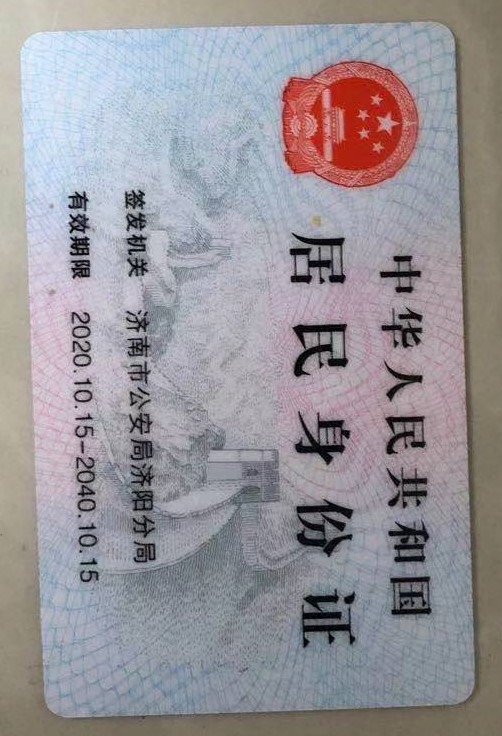 中华人民共和国
居民身份证
签发机关 济南市公安局济阳分局
有效期限 2020.10.15-2040.10.15